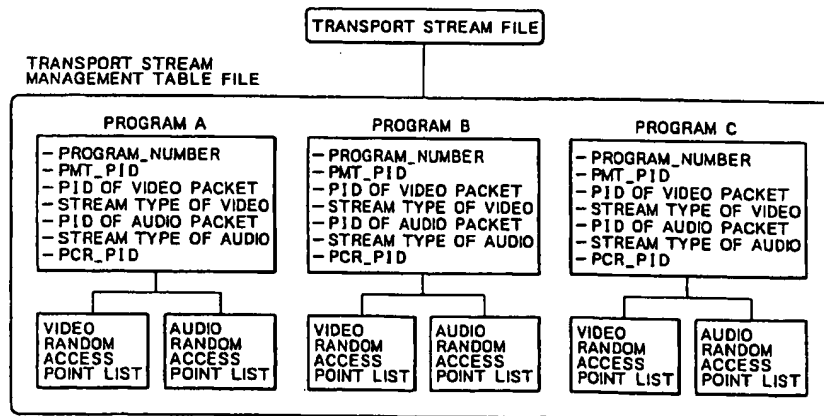 TRANSPORT STREAM FILE
TRANSPORT STREAM
MANAGEMENT TABLE FILE
PROGRAM A
- PROGRAM_NUMBER
- PMT_PID
- PID OF VIDEO PACKET
- STREAM TYPE OF VIDEO
- PID OF AUDIO PACKET
- STREAM TYPE OF AUDIO
- PCR_PID
VIDEO
RANDOM
ACCESS
POINT LIST
AUDIO
RANDOM
ACCESS
POINT LIST
PROGRAM B
- PROGRAM_NUMBER
- PMT_PID
- PID OF VIDEO PACKET
- STREAM TYPE OF VIDEO
- PID OF AUDIO PACKET
- STREAM TYPE OF AUDIO
- PCR_PID
VIDEO
RANDOM
ACCESS
POINT LIST
AUDIO
RANDOM
ACCESS
POINT LIST
PROGRAM C
- PROGRAM_NUMBER
- PMT_PID
- PID OF VIDEO PACKET
- STREAM TYPE OF VIDEO
- PID OF AUDIO PACKET
- STREAM TYPE OF AUDIO
- PCR_PID
VIDEO
RANDOM
ACCESS
POINT LIST
AUDIO
RANDOM
ACCESS
POINT LIST